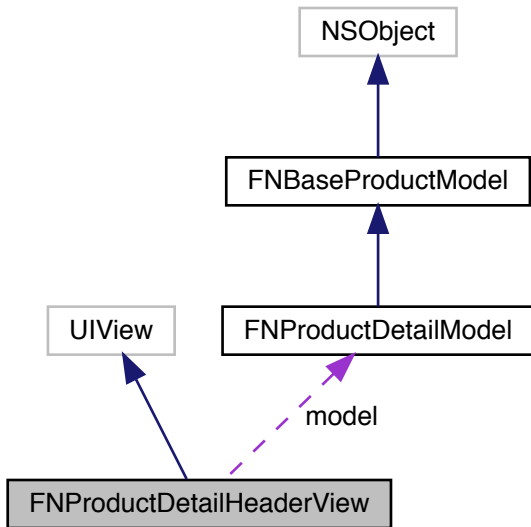 NSObject
FNBaseProductModel
UIView
FNProductDetailModel
model
FNProductDetailHeaderView